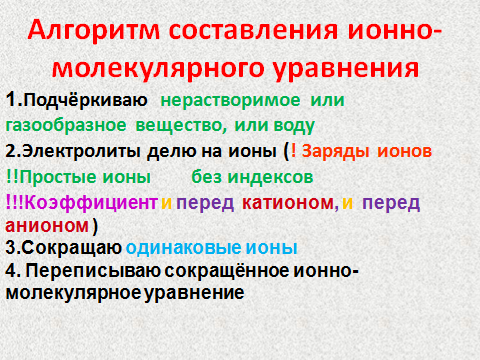 Алгоритм составления ионно-
молекулярного уравнения
1.Подчёркиваю нерастворимое или
газообразное вещество, или воду
2.Электролиты делю на ионы (! Заряды ионов
!!Простые ионы без индексов
!!!Коэффициент и перед катионом, и перед
анионом)
3.Сокращаю одинаковые ионы
4. Переписываю сокращённое ионно-
молекулярное уравнение